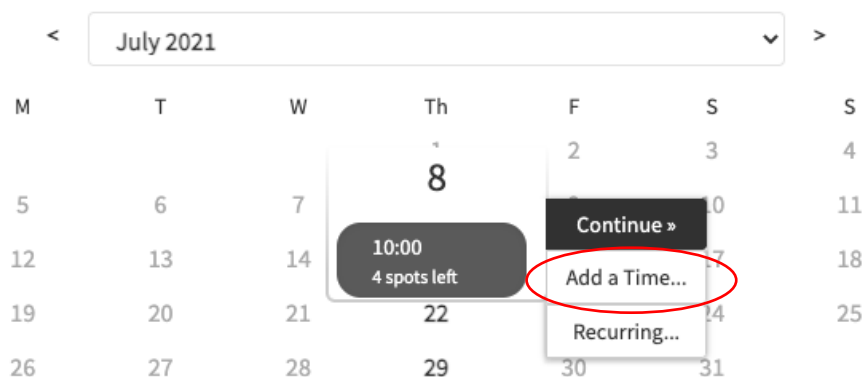 < July 2021 >
M T W Th F S S
1 2 3 4
8
5 6 7 10 11
Continue »
10:00
12 13 14 17 18
4 spots left Add a Time...
19 20 21 22 24 25
Recurring...
26 27 28 29 30 31